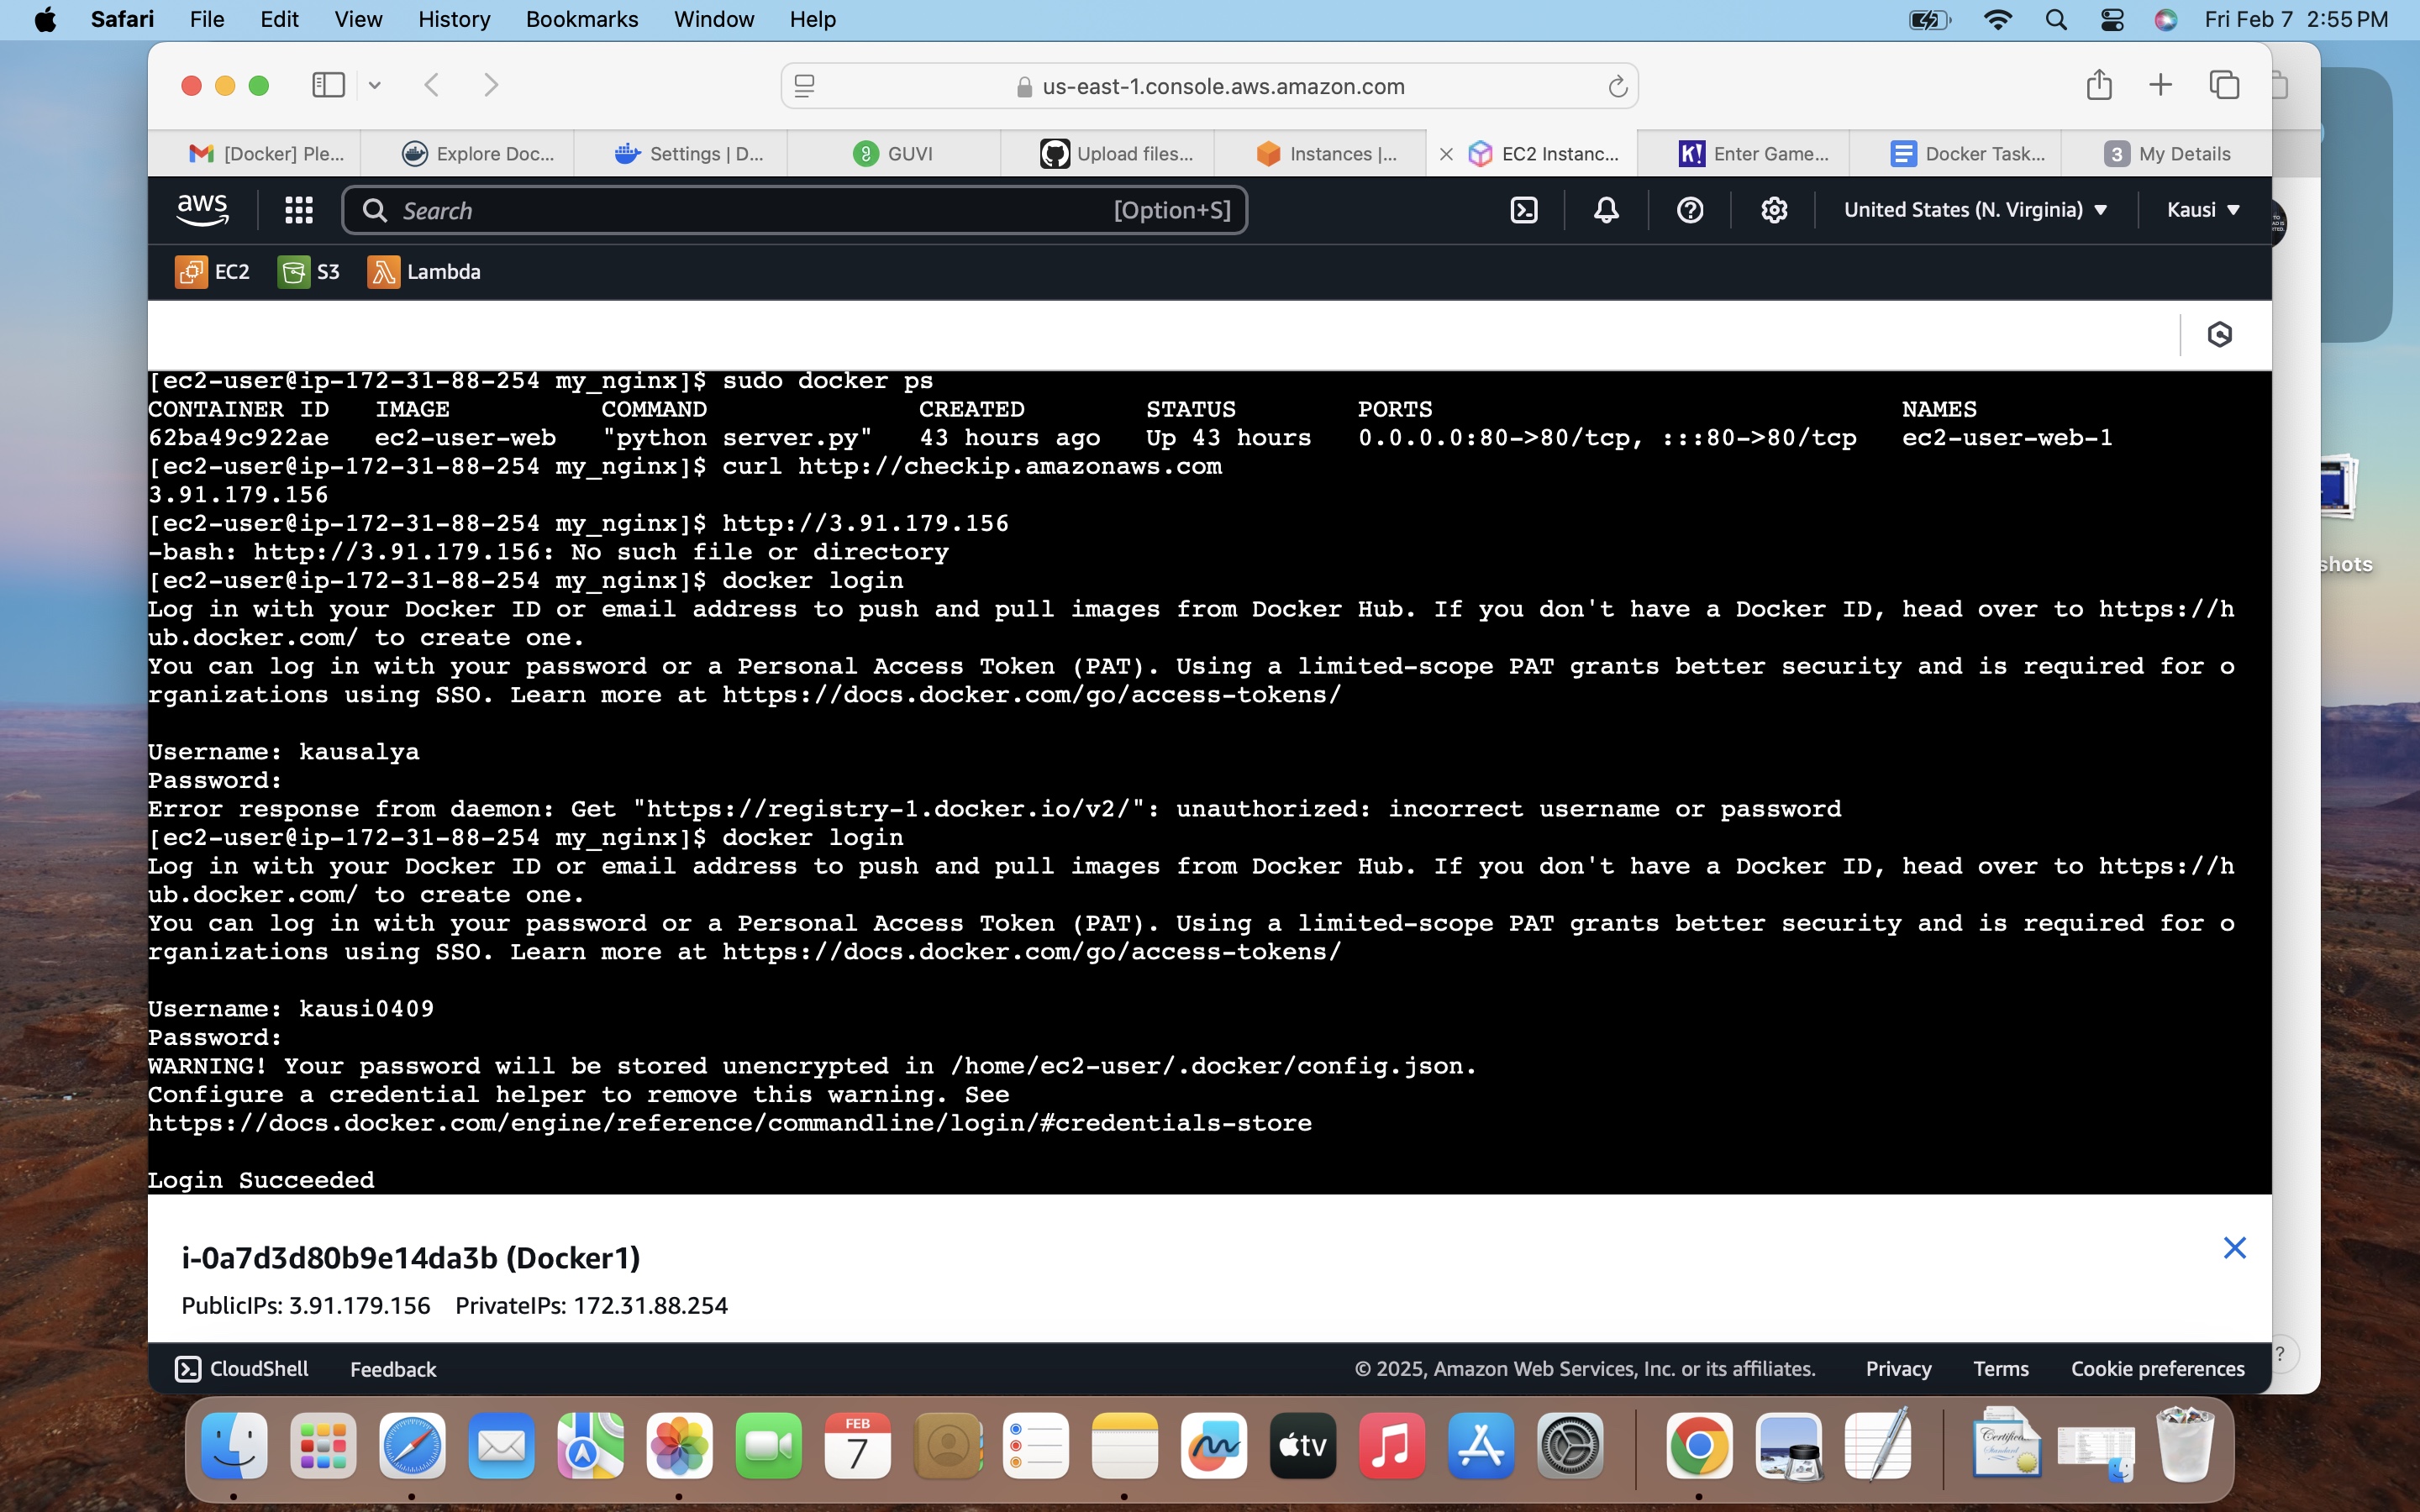 Safari File Edit View History Bookmarks Window Help Fri Feb 7 2:55 PM
us-east-1.console.aws.amazon.com
[Docker] Ple... Explore Doc... Settings | D... GUVI Upload files... Instances |... EC2 Instanc... K! Enter Game... Docker Task... 3 My Details
aws Search [Option+S] United States (N. Virginia) Kausi
EC2 S3 Lambda
[ec2-user@ip-172-31-88-254 my_nginx]$ sudo docker ps
CONTAINER ID IMAGE COMMAND CREATED STATUS PORTS NAMES
62ba49c922ae ec2-user-web "python server.py" 43 hours ago Up 43 hours 0.0.0.0:80->80/tcp, :::80->80/tcp ec2-user-web-1
[ec2-user@ip-172-31-88-254 my_nginx]$ curl http://checkip.amazonaws.com
3.91.179.156
[ec2-user@ip-172-31-88-254 my_nginx]$ http://3.91.179.156
-bash: http://3.91.179.156: No such file or directory
[ec2-user@ip-172-31-88-254 my_nginx]$ docker login
Log in with your Docker ID or email address to push and pull images from Docker Hub. If you don't have a Docker ID, head over to https://h
ub.docker.com/ to create one.
You can log in with your password or a Personal Access Token (PAT). Using a limited-scope PAT grants better security and is required for o
rganizations using SSO. Learn more at https://docs.docker.com/go/access-tokens/
Username: kausalya
Password:
Error response from daemon: Get "https://registry-1.docker.io/v2/": unauthorized: incorrect username or password
[ec2-user@ip-172-31-88-254 my_nginx]$ docker login
Log in with your Docker ID or email address to push and pull images from Docker Hub. If you don't have a Docker ID, head over to https://h
ub.docker.com/ to create one.
You can log in with your password or a Personal Access Token (PAT). Using a limited-scope PAT grants better security and is required for o
rganizations using SSO. Learn more at https://docs.docker.com/go/access-tokens/
Username: kausi0409
Password:
WARNING! Your password will be stored unencrypted in /home/ec2-user/.docker/config.json.
Configure a credential helper to remove this warning. See
https://docs.docker.com/engine/reference/commandline/login/#credentials-store
Login Succeeded
shots
i-0a7d3d80b9e14da3b (Docker1)
PublicIPs: 3.91.179.156 PrivateIPs: 172.31.88.254
CloudShell Feedback © 2025, Amazon Web Services, Inc. or its affiliates. Privacy Terms Cookie preferences
FEB
7
tv